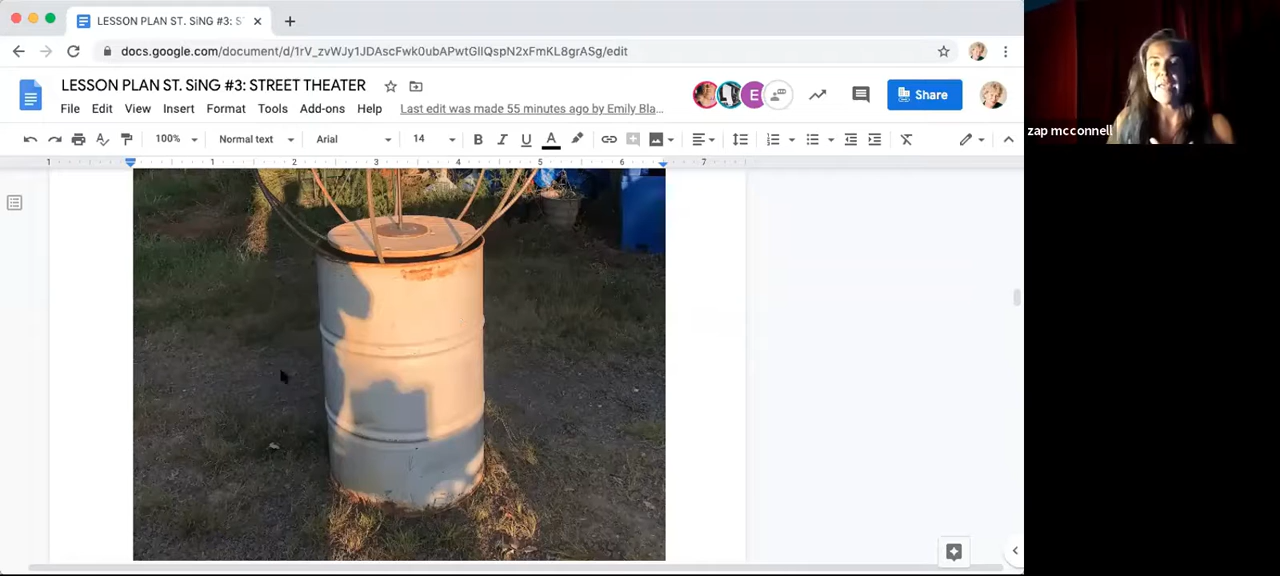 LESSON PLAN ST. SiNG #3: S
docs.google.com/document/d/1rV_zvWJy1JDAscFwk0ubAPwtGlIQspN2xFmKL8grASg/edit
LESSON PLAN ST. SiNG #3: STREET THEATER
File Edit View Insert Format Tools Add-ons Help Last edit was made 55 minutes ago by Emily Bla...
E
Share
100% Normal text Arial 14 B I U A
1 1 2 3 4 5 6 7
zap mcconnell